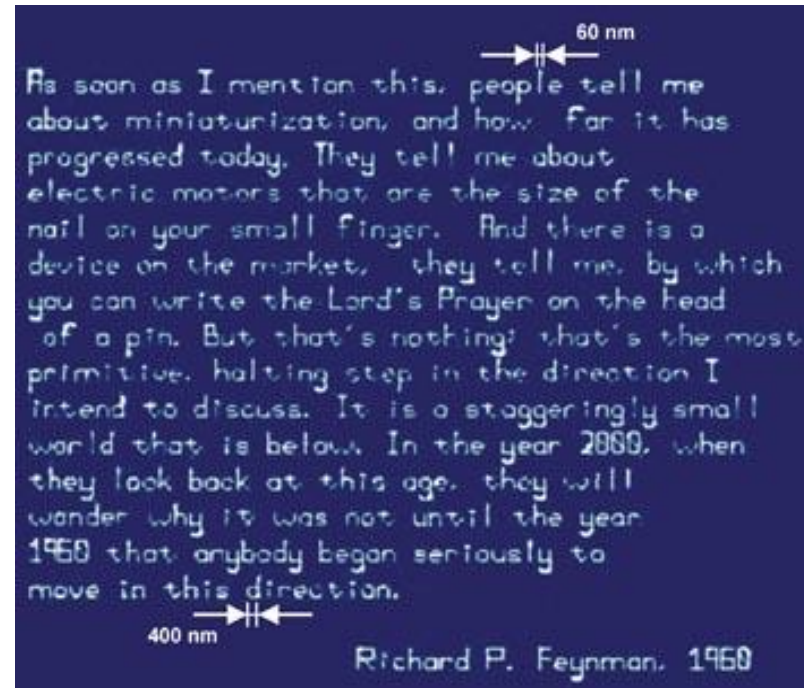 60 nm
As soon as I mention this, people tell me
about miniaturization, and how far it has
progressed today. They tell me about
electric motors that are the size of the
nail on your small finger. And there is a
device on the market, they tell me, by which
you can write the Lord's Prayer on the head
of a pin. But that's nothing; that's the most
primitive, halting step in the direction I
intend to discuss. It is a staggeringly small
world that is below. In the year 2000, when
they look back at this age, they will
wonder why it was not until the year
1960 that anybody began seriously to
move in this direction.
400 nm
Richard P. Feynman, 1960